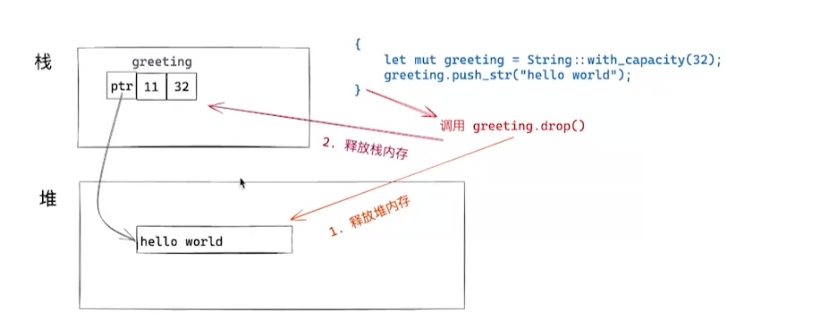 栈
greeting
ptr 11 32
{
let mut greeting = String::with_capacity(32);
greeting.push_str("hello world");
}
调用 greeting.drop()
2. 释放栈内存
堆
1. 释放堆内存
hello world